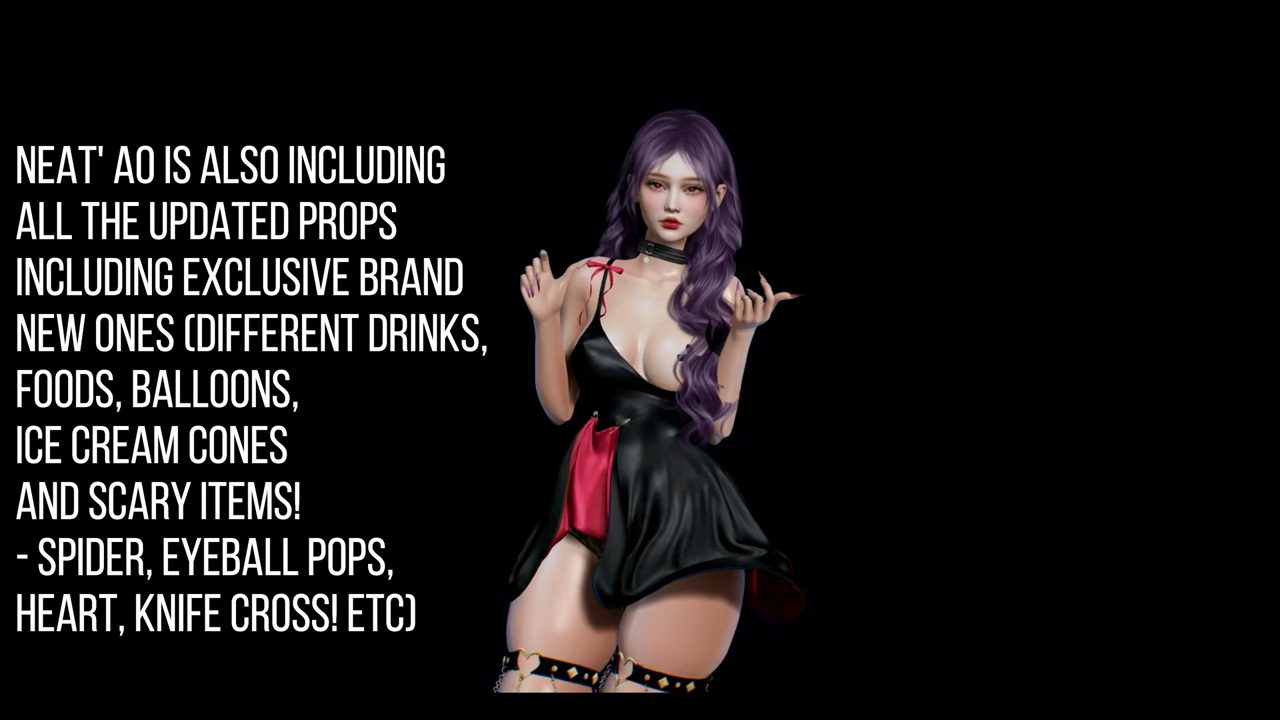 NEAT' AO IS ALSO INCLUDING
ALL THE UPDATED PROPS
INCLUDING EXCLUSIVE BRAND
NEW ONES (DIFFERENT DRINKS,
FOODS, BALLOONS,
ICE CREAM CONES
AND SCARY ITEMS!
- SPIDER, EYEBALL POPS,
HEART, KNIFE CROSS! ETC)